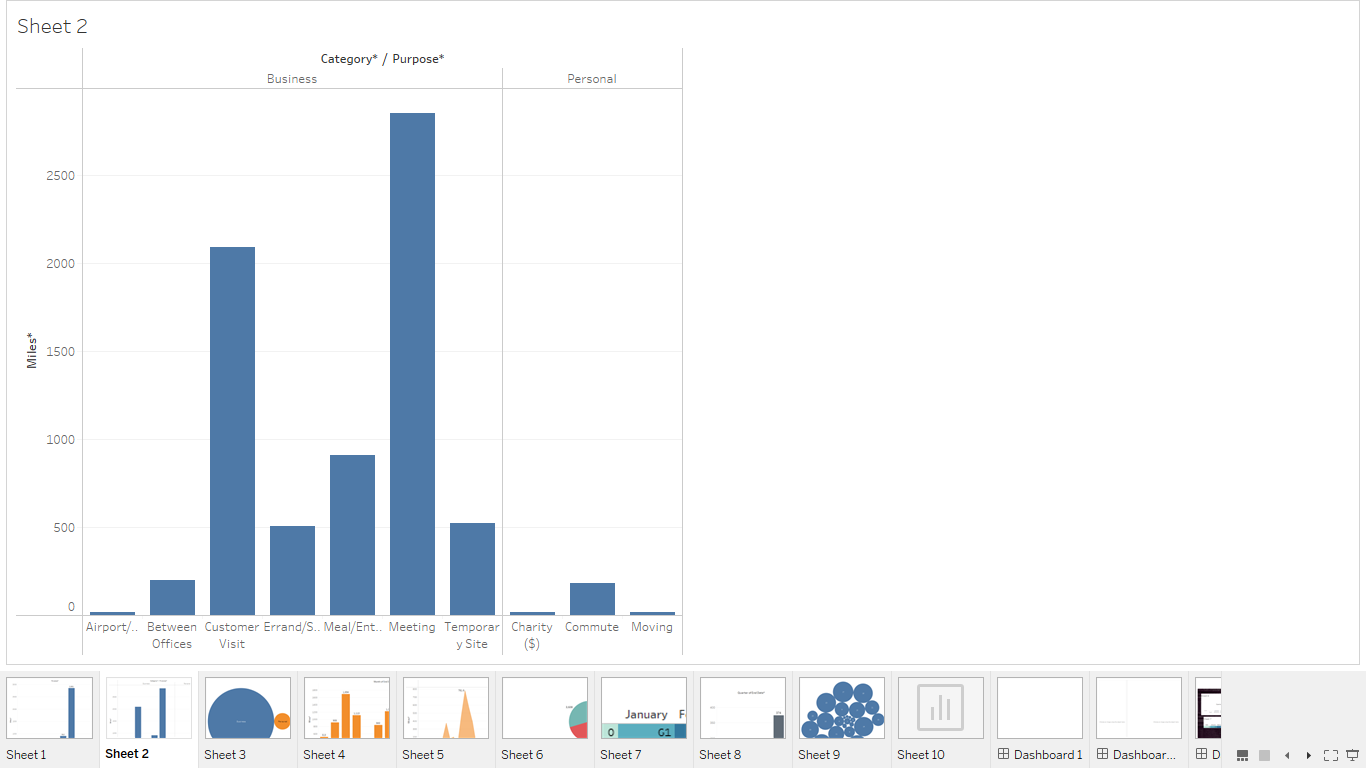 Sheet 2
Category* / Purpose*
Business
Personal
Miles*
2500
2000
1500
1000
500
0
Airport/..
Between
Offices
Customer
Visit
Errand/S..
Meal/Ent..
Meeting
Temporar
y Site
Charity
($)
Commute
Moving
January F
0 G1
Sheet 1
Sheet 2
Sheet 3
Sheet 4
Sheet 5
Sheet 6
Sheet 7
Sheet 8
Sheet 9
Sheet 10
Dashboard 1
Dashboar...
D